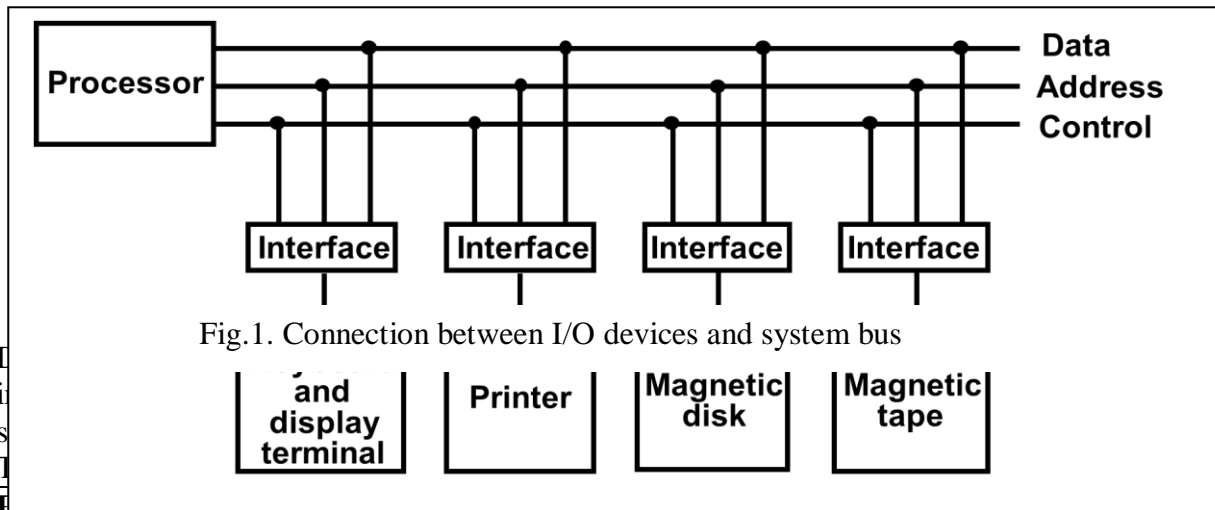 Data
Processor
Address
Control
Interface Interface Interface Interface
Fig.1. Connection between I/O devices and system bus
and
display
terminal
Printer
Magnetic
disk
Magnetic
tape